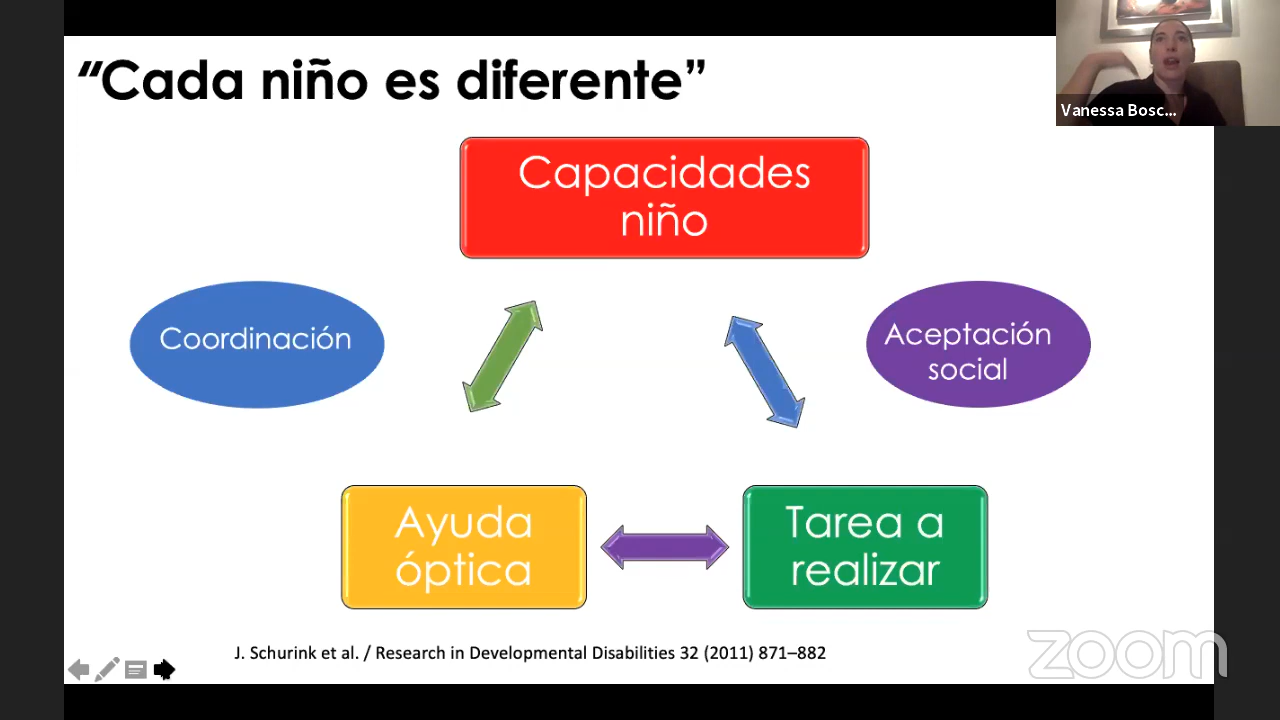 “Cada niño es diferente”
Vanessa Bosc...
Capacidades
niño
Coordinación
Aceptación
social
Ayuda
óptica
Tarea a
realizar
J. Schurink et al. / Research in Developmental Disabilities 32 (2011) 871–882
zoom